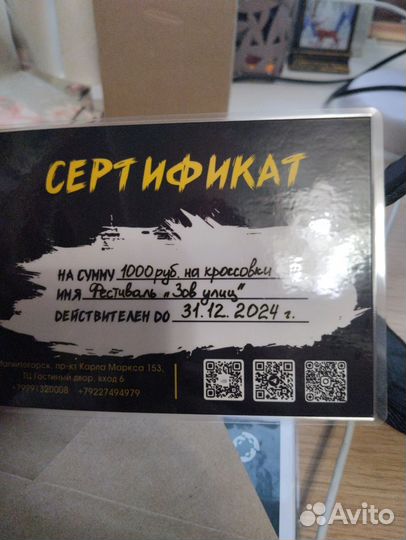 СЕРТИФИКАТ
НА СУММУ 1000 руб. на кроссовки
ИМЯ Фестиваль „Зов улиц"
ДЕЙСТВИТЕЛЕН ДО 31.12. 2024 г.
Магнитогорск, пр-кт Карла Маркса 153,
ТЦ Гостиный двор, вход 6
+79991320008 +79227494979
Avito